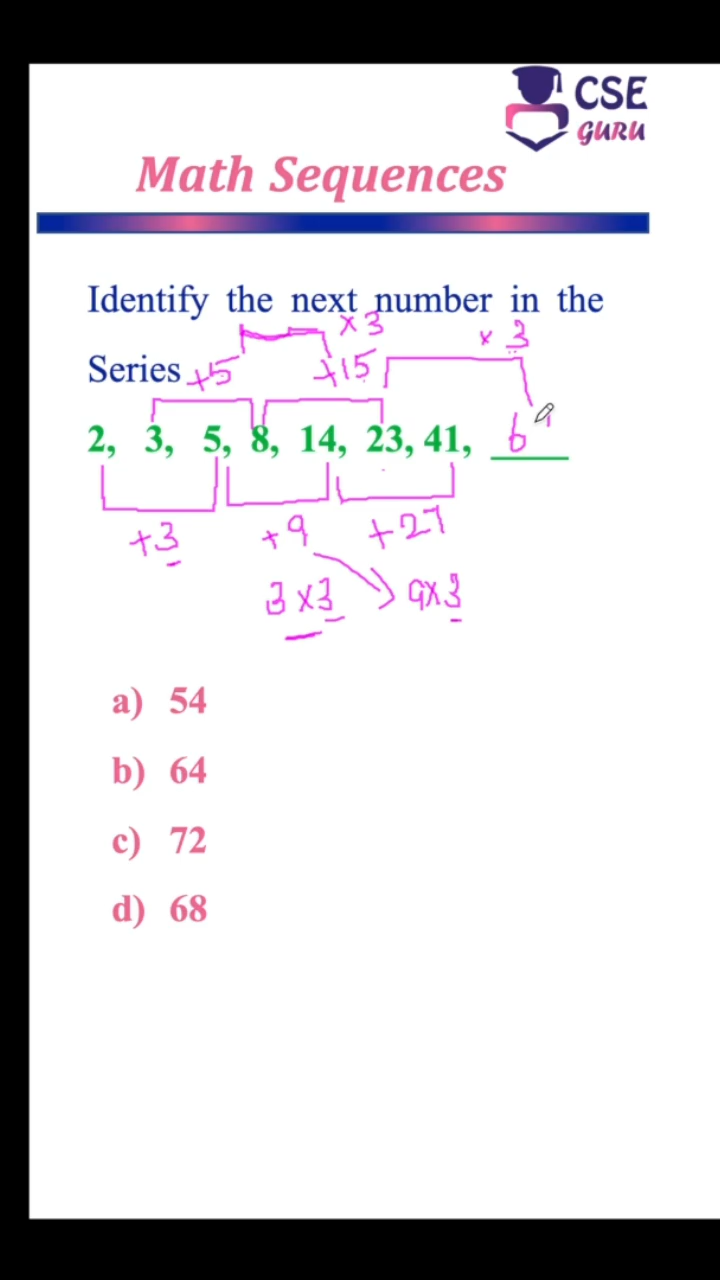 CSE
GURU
Math Sequences
Identify the next number in the
×3
× 3
Series +5 +15
2, 3, 5, 8, 14, 23, 41, 6
+3 +9 +27
3×3 9×3
a) 54
b) 64
c) 72
d) 68